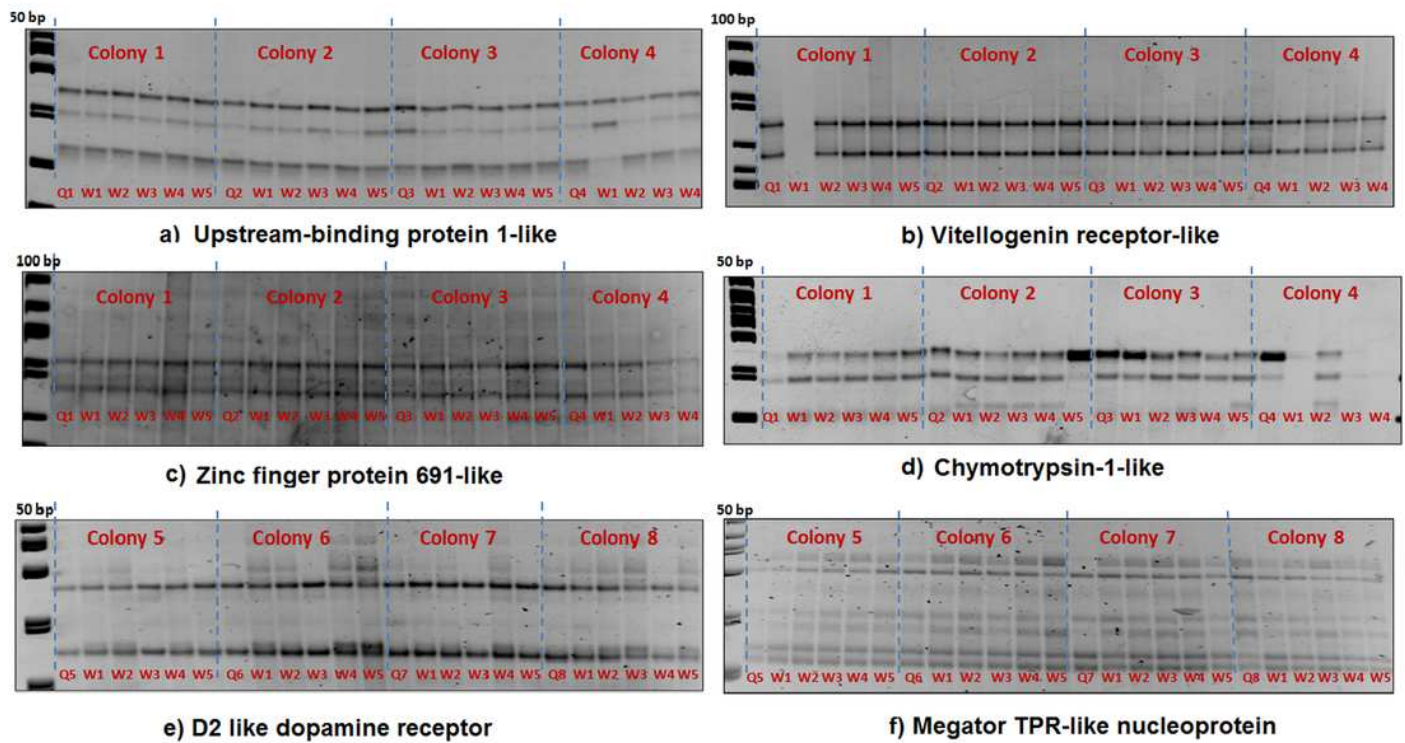 50 bp
Colony 1 Colony 2 Colony 3 Colony 4
Q1 W1 W2 W3 W4 W5 Q2 W1 W2 W3 W4 W5 Q3 W1 W2 W3 W4 W5 Q4 W1 W2 W3 W4
a) Upstream-binding protein 1-like
100 bp
Colony 1 Colony 2 Colony 3 Colony 4
Q1 W1 W2 W3 W4 W5 Q2 W1 W2 W3 W4 W5 Q3 W1 W2 W3 W4 W5 Q4 W1 W2 W3 W4
b) Vitellogenin receptor-like
100 bp
Colony 1 Colony 2 Colony 3 Colony 4
Q1 W1 W2 W3 W4 W5 Q2 W1 W2 W3 W4 W5 Q3 W1 W2 W3 W4 W5 Q4 W1 W2 W3 W4
c) Zinc finger protein 691-like
50 bp
Colony 1 Colony 2 Colony 3 Colony 4
Q1 W1 W2 W3 W4 W5 Q2 W1 W2 W3 W4 W5 Q3 W1 W2 W3 W4 W5 Q4 W1 W2 W3 W4
d) Chymotrypsin-1-like
50 bp
Colony 5 Colony 6 Colony 7 Colony 8
Q5 W1 W2 W3 W4 W5 Q6 W1 W2 W3 W4 W5 Q7 W1 W2 W3 W4 W5 Q8 W1 W2 W3 W4 W5
e) D2 like dopamine receptor
50 bp
Colony 5 Colony 6 Colony 7 Colony 8
Q5 W1 W2 W3 W4 W5 Q6 W1 W2 W3 W4 W5 Q7 W1 W2 W3 W4 W5 Q8 W1 W2 W3 W4 W5
f) Megator TPR-like nucleoprotein